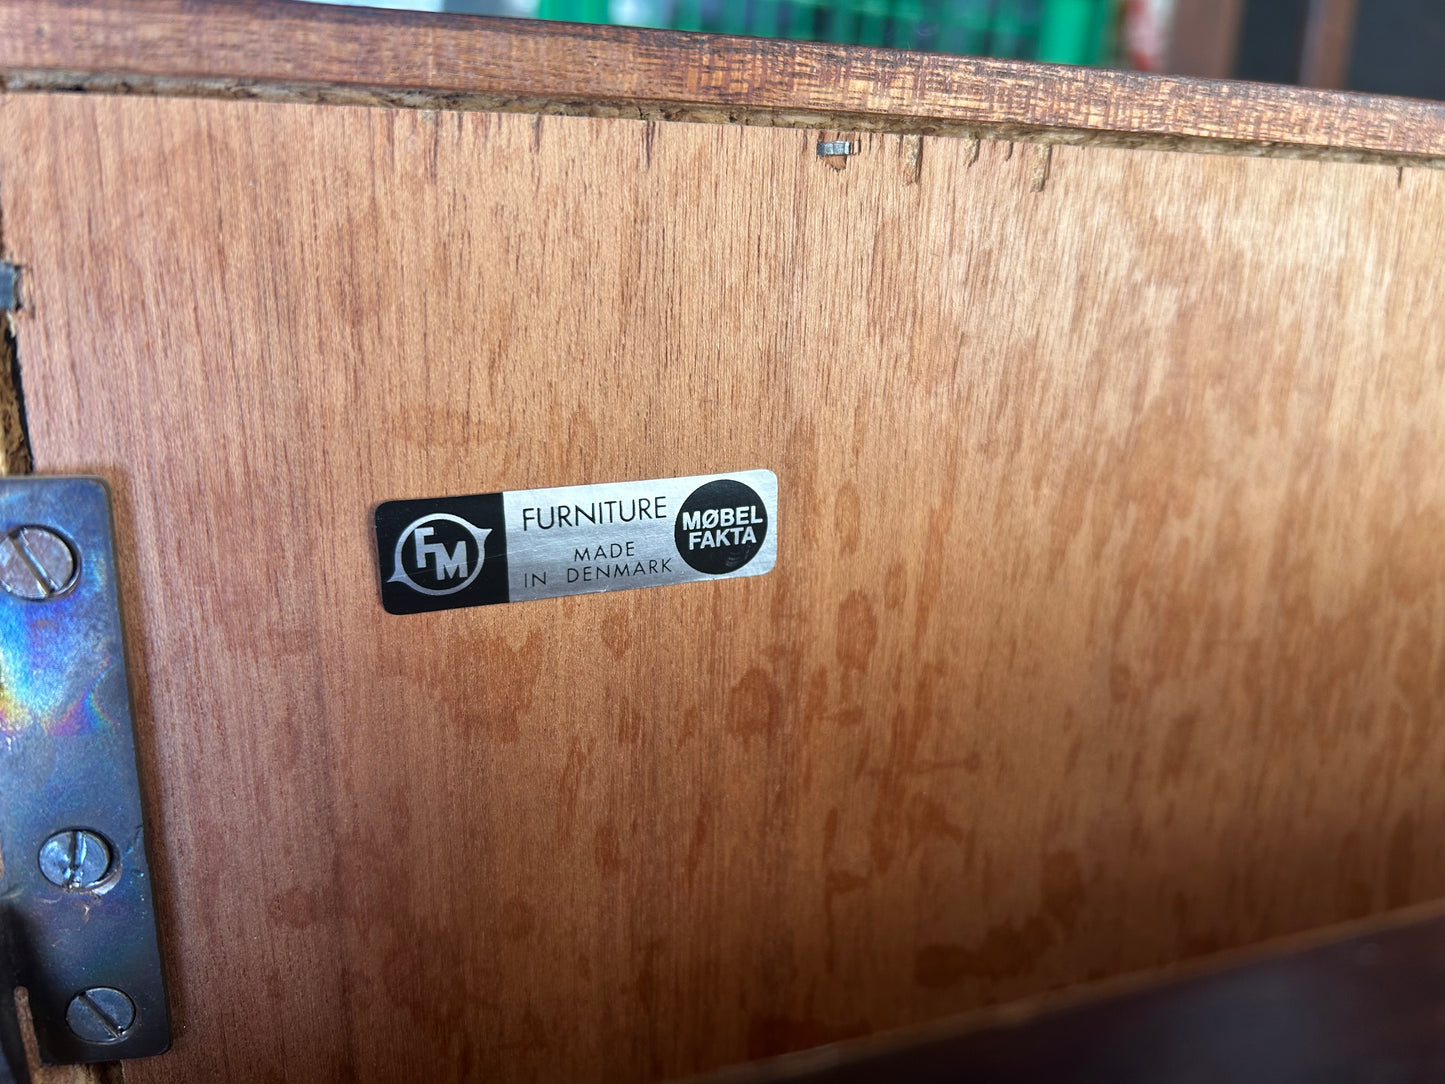 FM
FURNITURE
MADE
IN DENMARK
MØBEL
FAKTA